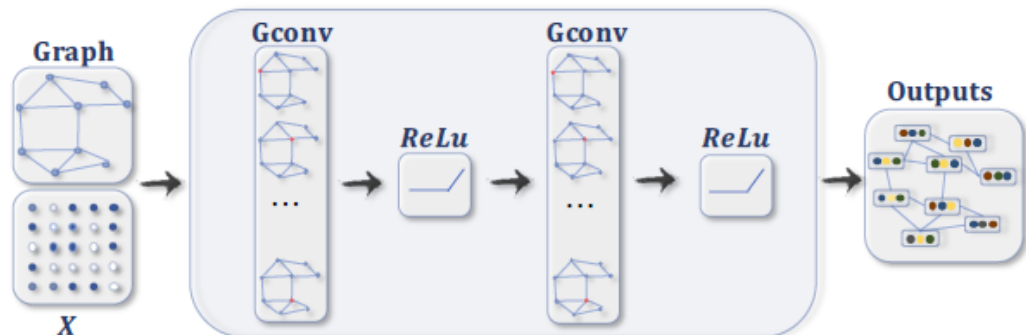 Graph
X
Gconv
...
ReLu
Gconv
...
ReLu
Outputs